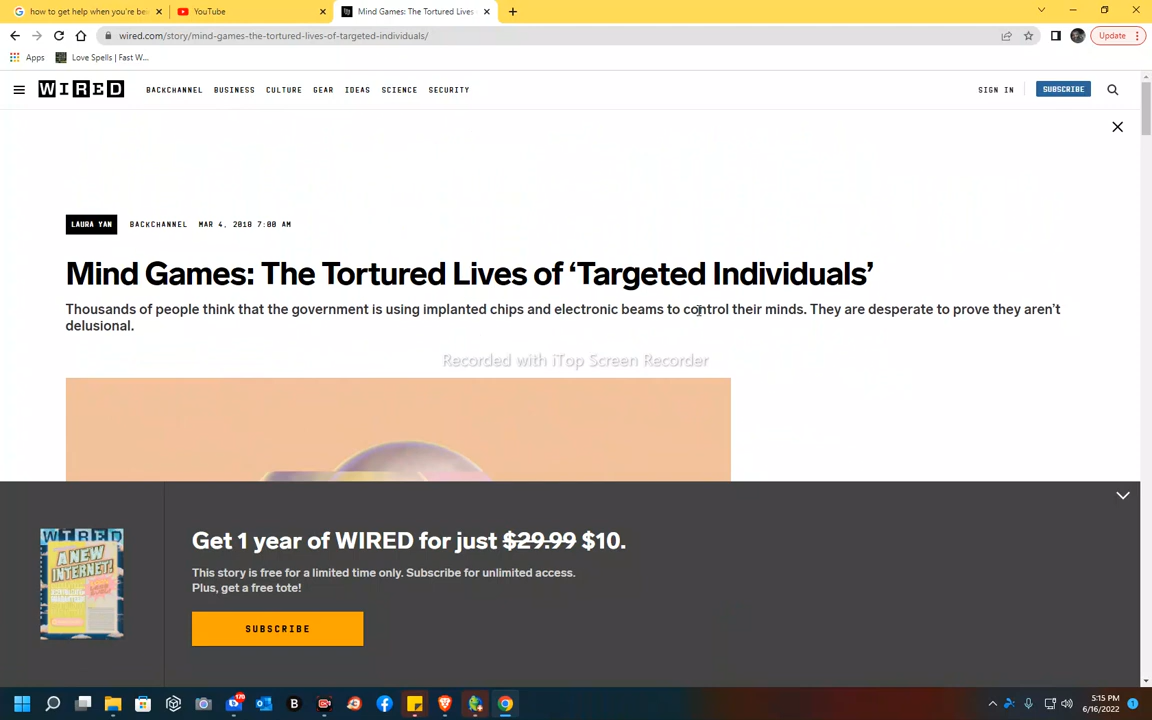 how to get help when you're be
YouTube
Mind Games: The Tortured Lives
wired.com/story/mind-games-the-tortured-lives-of-targeted-individuals/
Update
Apps
Love Spells | Fast W...
WIRED
BACKCHANNEL BUSINESS CULTURE GEAR IDEAS SCIENCE SECURITY
SIGN IN
SUBSCRIBE
LAURA YAN
BACKCHANNEL
MAR 4, 2018 7:00 AM
Mind Games: The Tortured Lives of ‘Targeted Individuals’
Thousands of people think that the government is using implanted chips and electronic beams to control their minds. They are desperate to prove they aren’t
delusional.
Recorded with iTop Screen Recorder
WIRED
A NEW
INTERNET!
Get 1 year of WIRED for just $29.99 $10.
This story is free for a limited time only. Subscribe for unlimited access.
Plus, get a free tote!
SUBSCRIBE
170
B
5:15 PM
6/16/2022
1